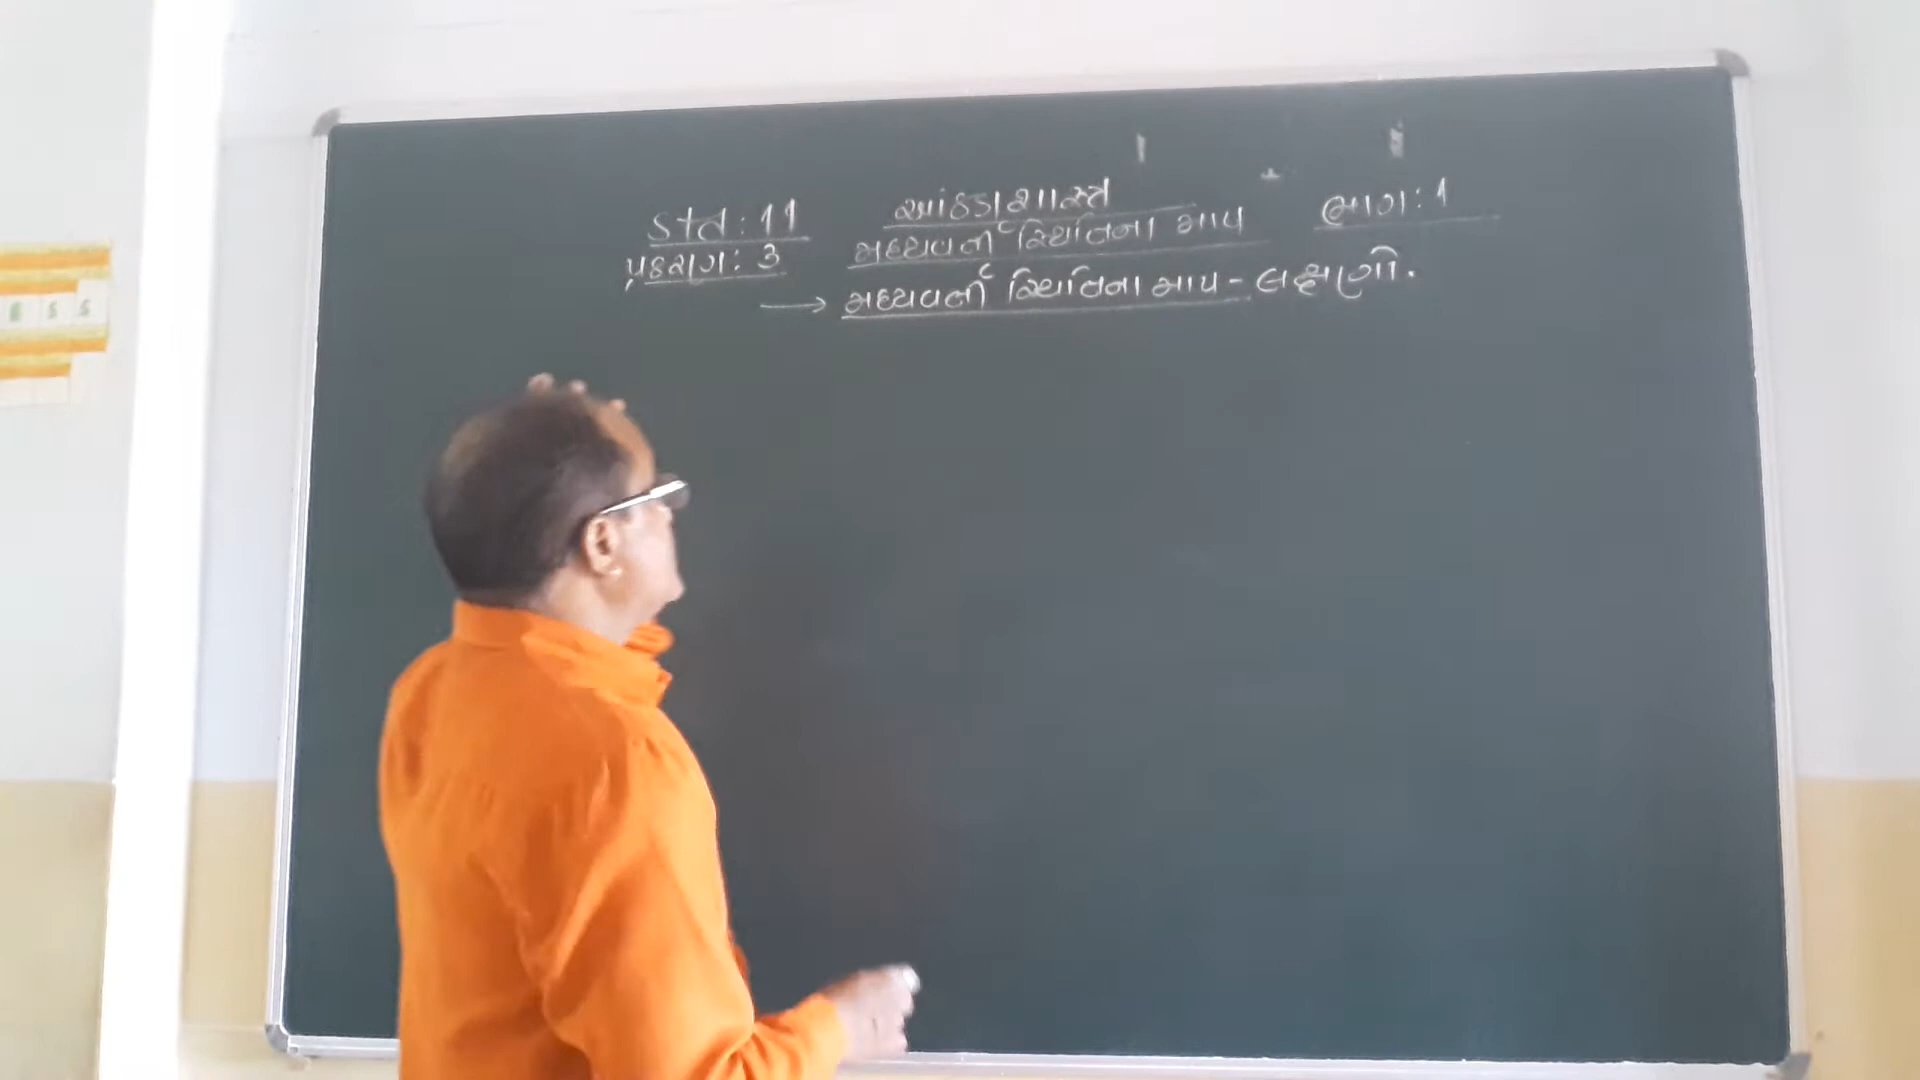 Std : 11 આંકડાશાસ્ત્ર ભાગ : 1
પ્રકરણ : 3 મધ્યવર્તી સ્થિતિના માપ
→ મધ્યવર્તી સ્થિતિના માપ - લક્ષણો.